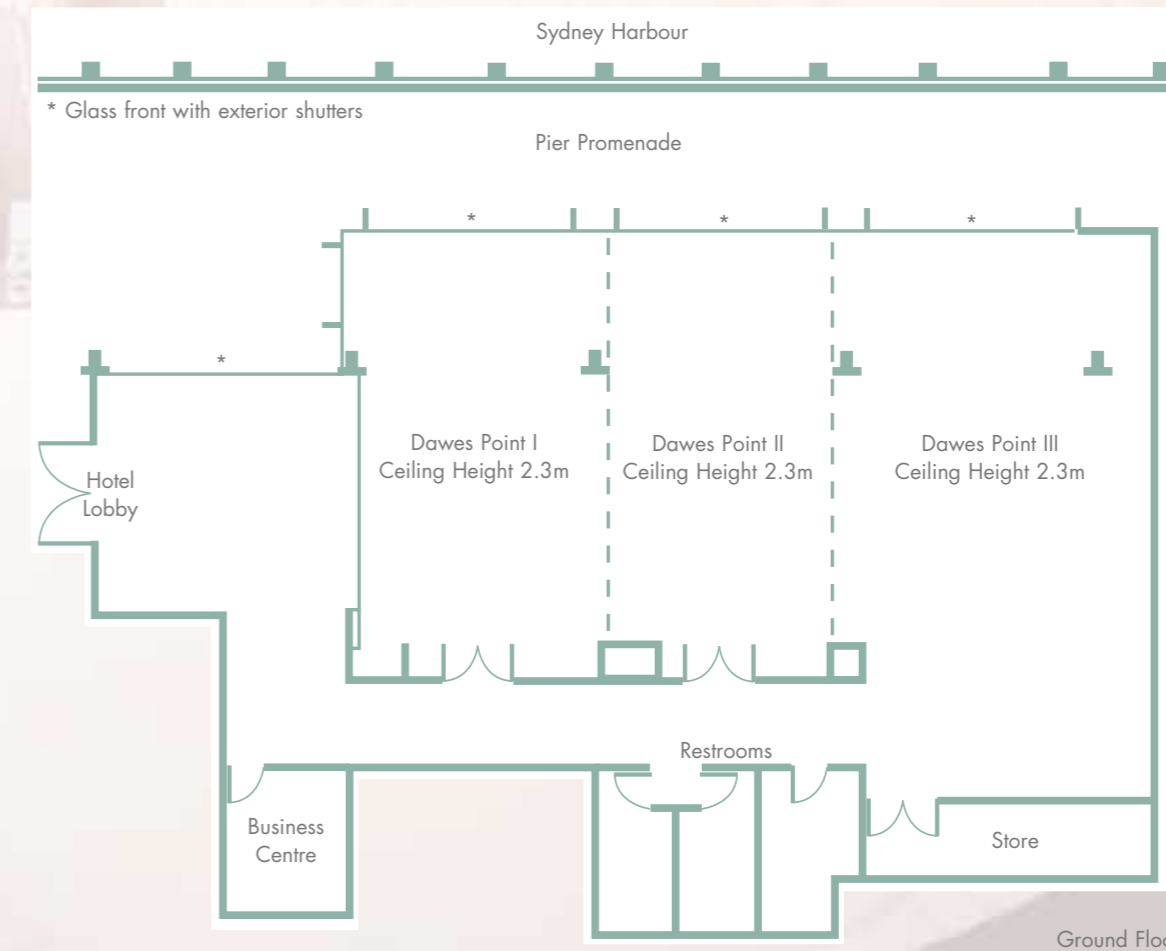 Sydney Harbour
* Glass front with exterior shutters
Pier Promenade
*
*
*
*
Dawes Point I
Ceiling Height 2.3m
Dawes Point II
Ceiling Height 2.3m
Dawes Point III
Ceiling Height 2.3m
Hotel
Lobby
Restrooms
Business
Centre
Store
Ground